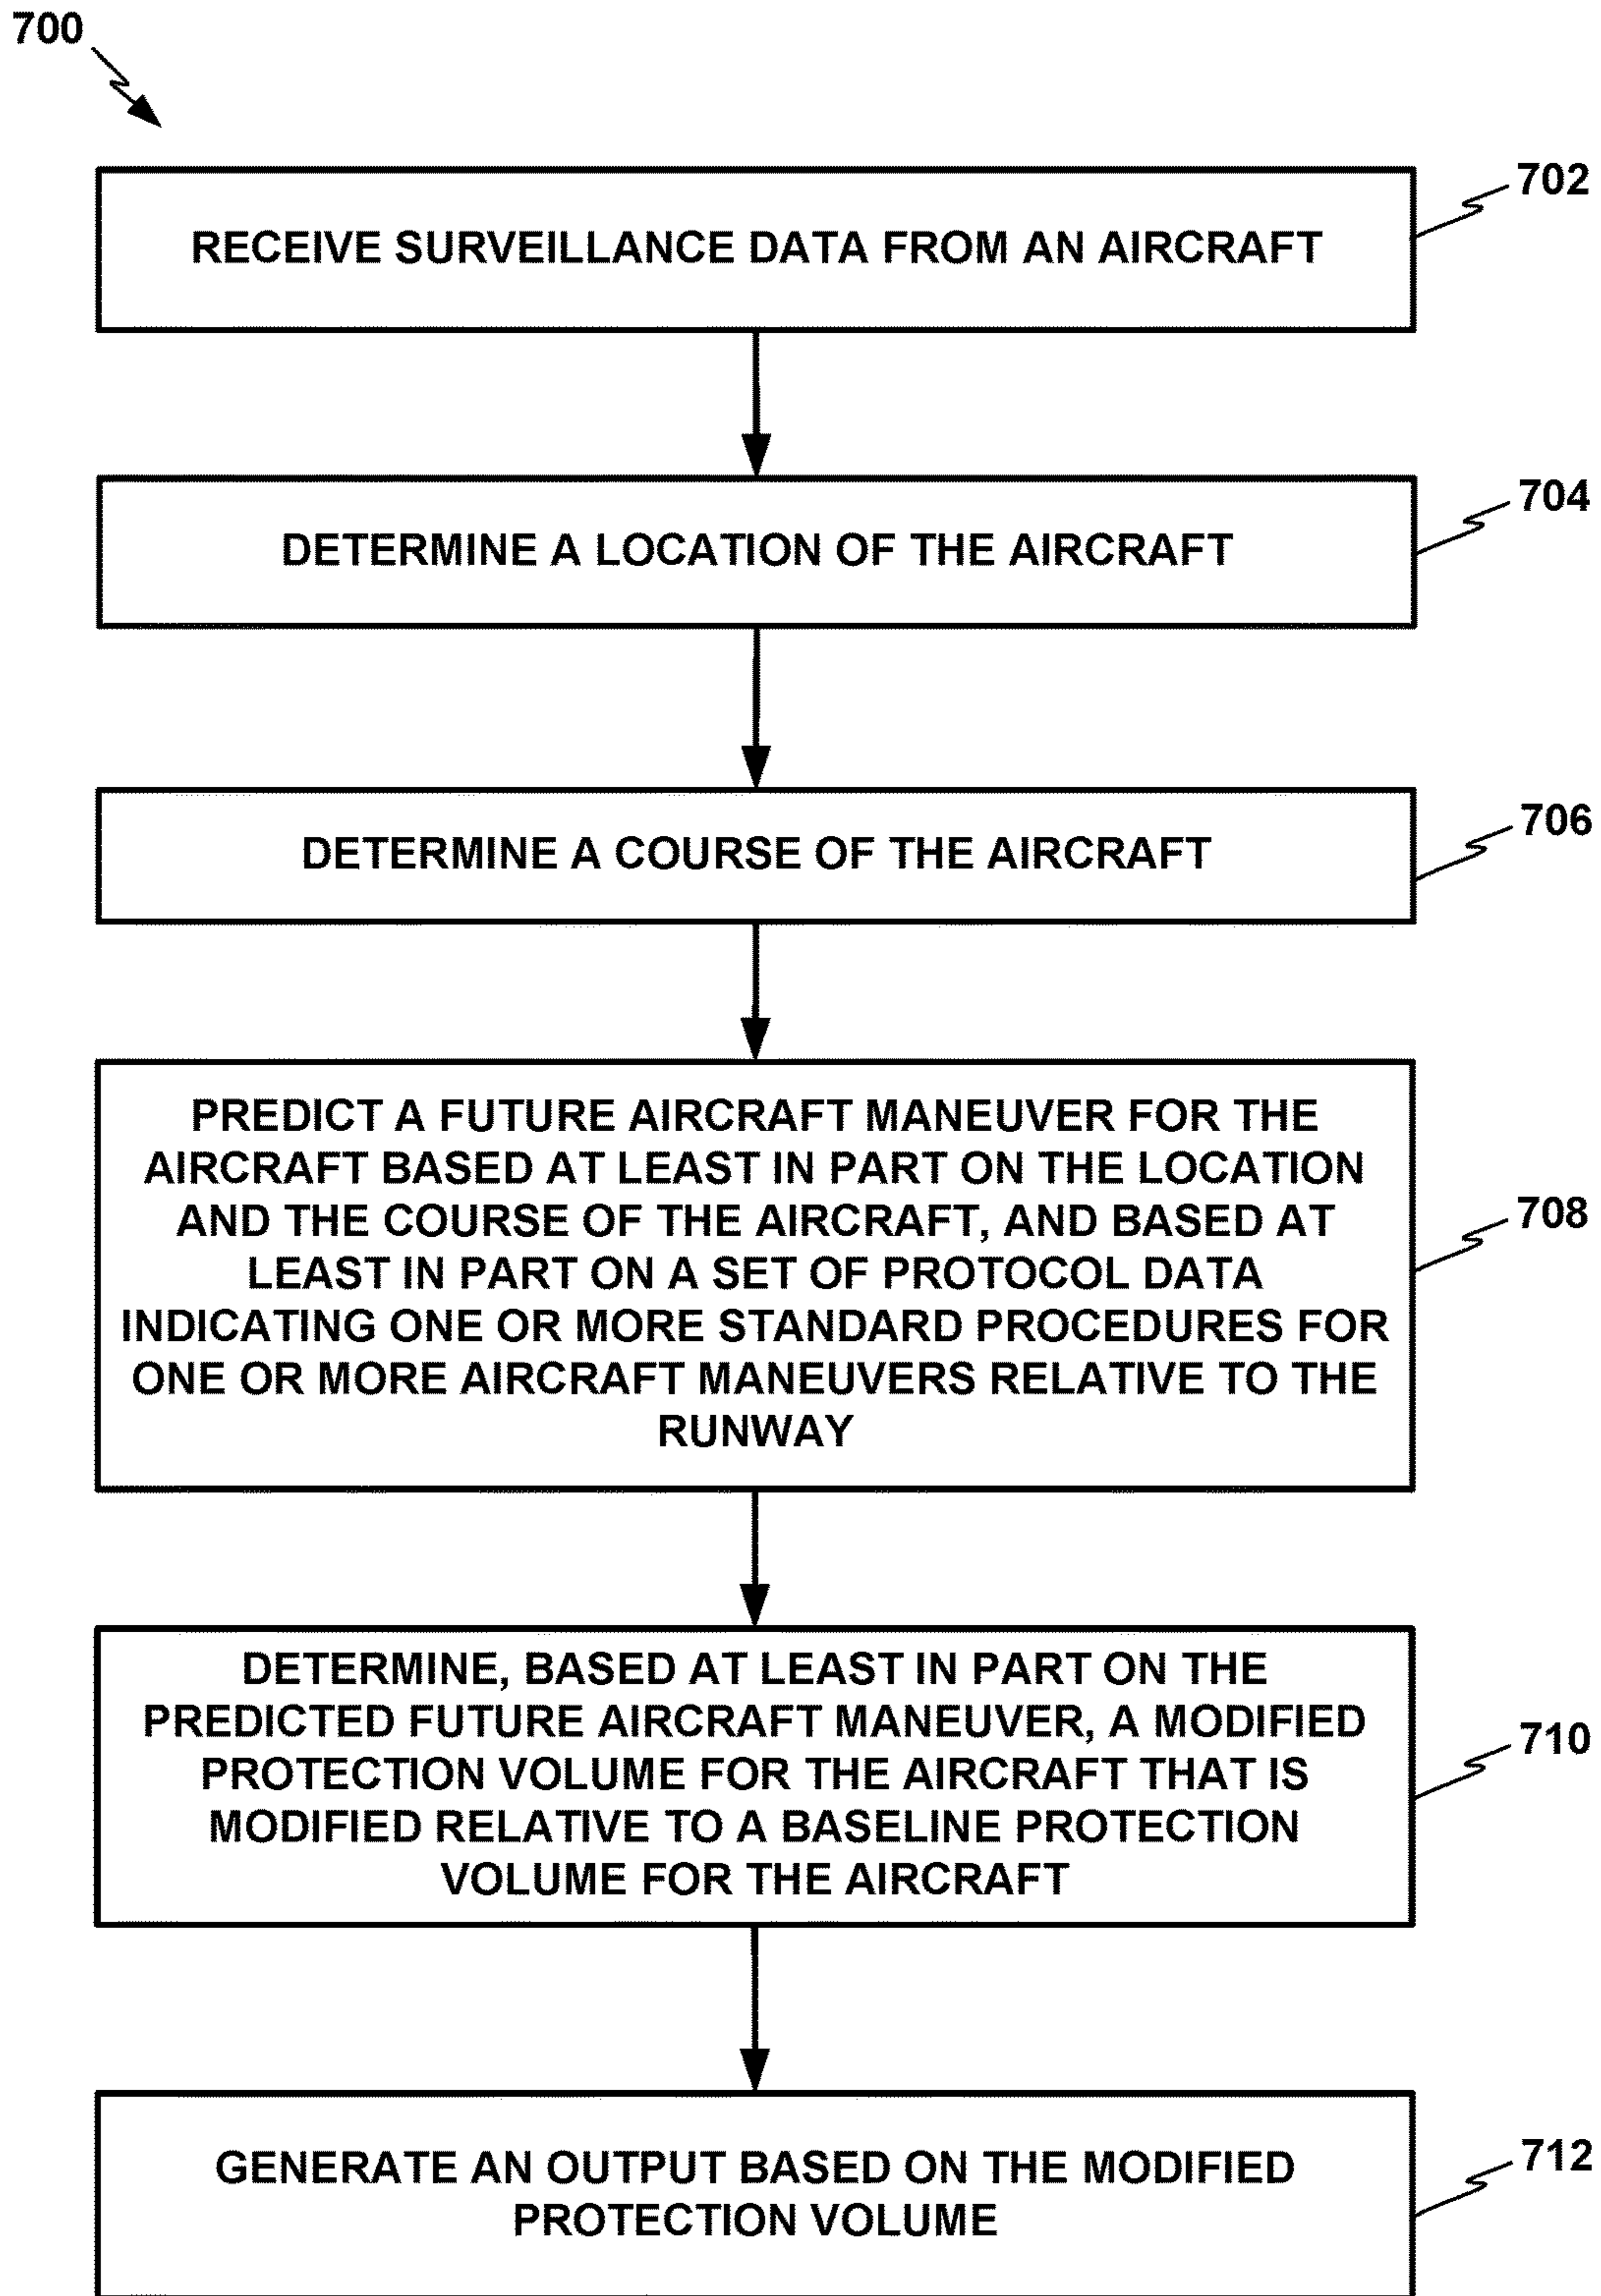 700
702
RECEIVE SURVEILLANCE DATA FROM AN AIRCRAFT
704
DETERMINE A LOCATION OF THE AIRCRAFT
706
DETERMINE A COURSE OF THE AIRCRAFT
PREDICT A FUTURE AIRCRAFT MANEUVER FOR THE
AIRCRAFT BASED AT LEAST IN PART ON THE LOCATION
AND THE COURSE OF THE AIRCRAFT, AND BASED AT
LEAST IN PART ON A SET OF PROTOCOL DATA
INDICATING ONE OR MORE STANDARD PROCEDURES FOR
ONE OR MORE AIRCRAFT MANEUVERS RELATIVE TO THE
RUNWAY
708
DETERMINE, BASED AT LEAST IN PART ON THE
PREDICTED FUTURE AIRCRAFT MANEUVER, A MODIFIED
PROTECTION VOLUME FOR THE AIRCRAFT THAT IS
MODIFIED RELATIVE TO A BASELINE PROTECTION
VOLUME FOR THE AIRCRAFT
710
GENERATE AN OUTPUT BASED ON THE MODIFIED
PROTECTION VOLUME
712